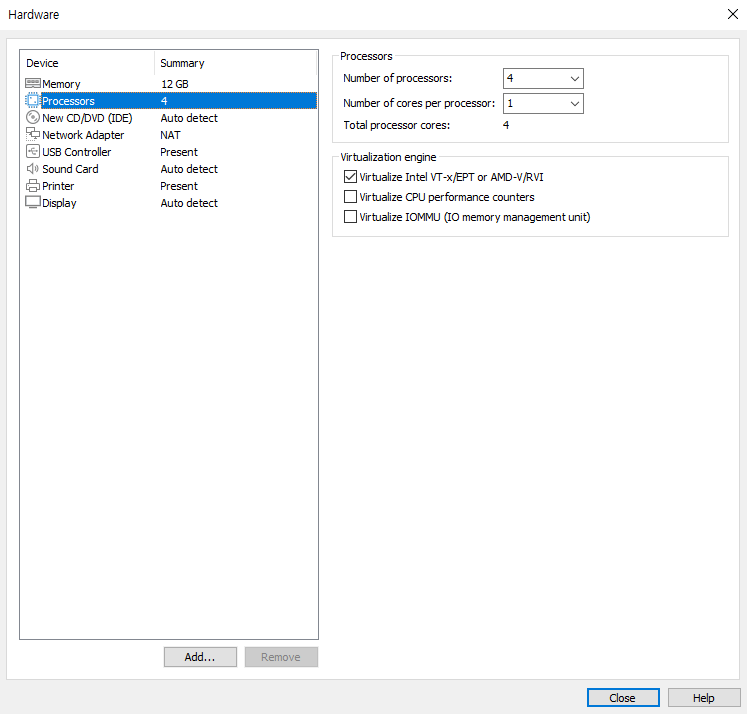 Hardware
Device Summary
Memory 12 GB
Processors 4
New CD/DVD (IDE) Auto detect
Network Adapter NAT
USB Controller Present
Sound Card Auto detect
Printer Present
Display Auto detect
Add... Remove
Processors
Number of processors: 4
Number of cores per processor: 1
Total processor cores: 4
Virtualization engine
Virtualize Intel VT-x/EPT or AMD-V/RVI
Virtualize CPU performance counters
Virtualize IOMMU (IO memory management unit)
Close Help